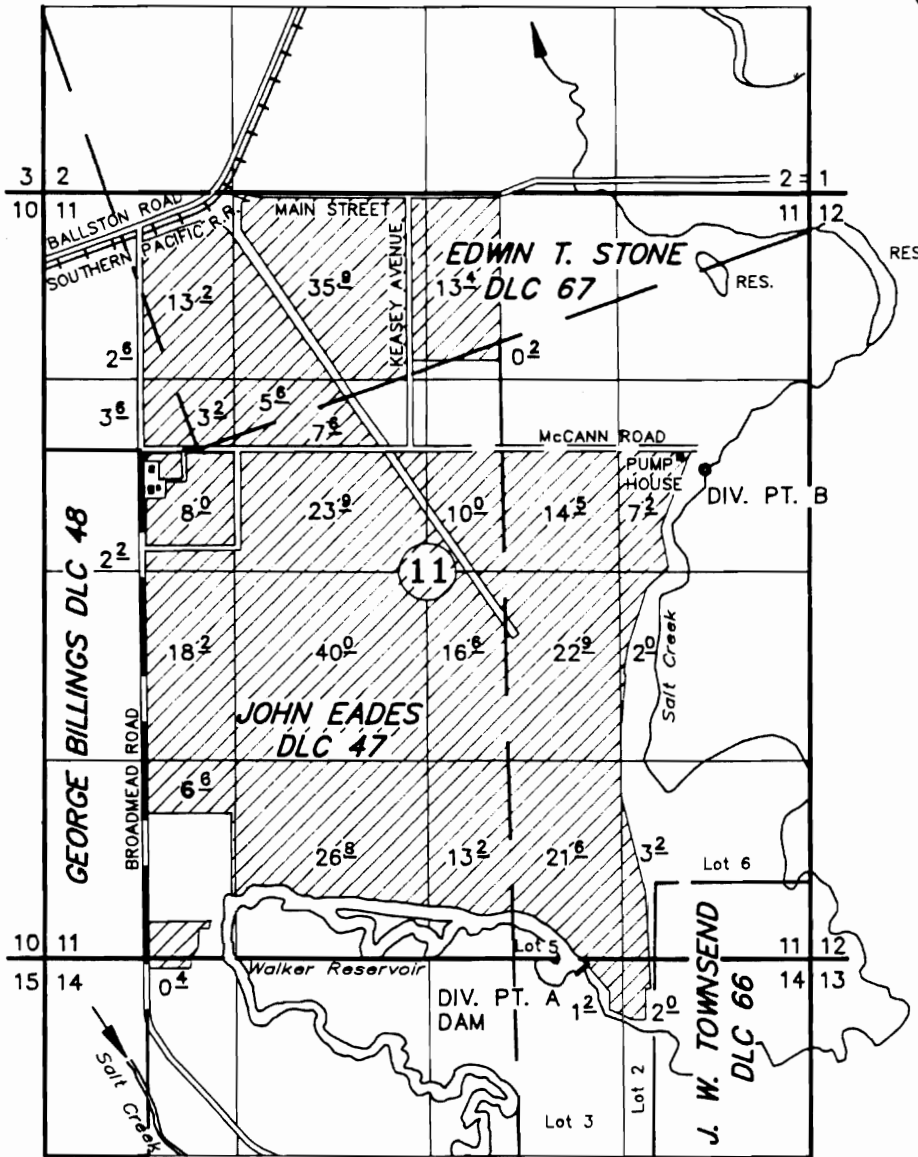 3 2
2 1
10 11
11 12
BALLSTON ROAD
SOUTHERN PACIFIC R.R.
MAIN STREET
KEASEY AVENUE
EDWIN T. STONE
DLC 67
RES.
RES
13 2
35 8
13 4
0 2
2 6
3 6
3 2
5 6
7 6
McCANN ROAD
PUMP
HOUSE
DIV. PT. B
8 0
23 9
10 0
14 5
7 2
2 2
11
GEORGE BILLINGS DLC 48
BROADMEAD ROAD
18 2
40 0
16 6
22 9
2 0
Salt Creek
JOHN EADES
DLC 47
6 6
26 8
13 2
21 6
3 2
Lot 6
10 11
11 12
15 14
14 13
Lot 5
Walker Reservoir
0 4
DIV. PT. A
DAM
1 2
2 0
J. W. TOWNSEND
DLC 66
Salt Creek
Lot 2
Lot 3